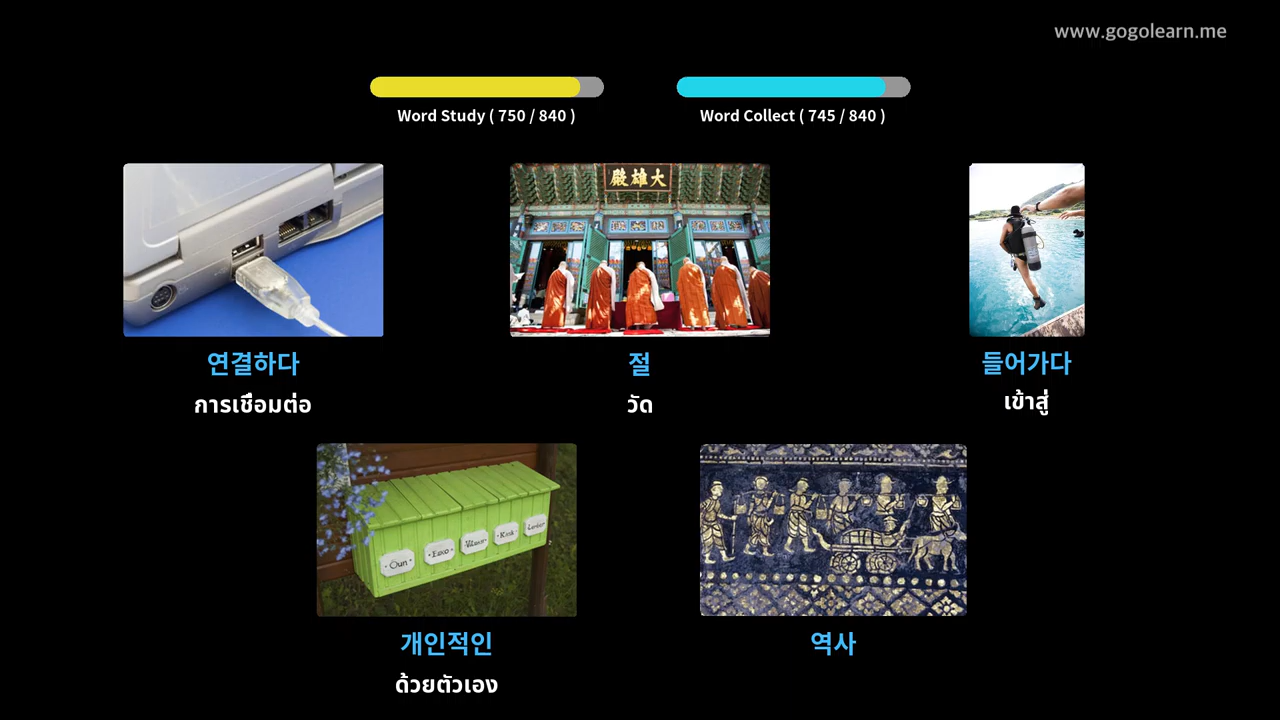 www.gogolearn.me
Word Study ( 750 / 840 )
Word Collect ( 745 / 840 )
大雄殿
연결하다
절
들어가다
การเชื่อมต่อ
วัด
เข้าสู่
Oun
개인적인
역사
ด้วยตัวเอง